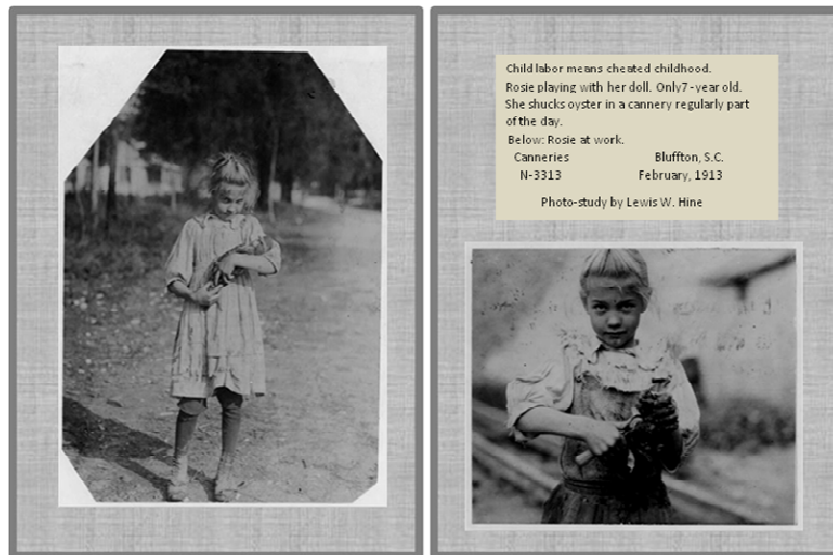 Child labor means cheated childhood.
Rosie playing with her doll. Only 7-year old.
She shucks oyster in a cannery regularly part
of the day.
Below: Rosie at work.
Canneries Bluffton, S.C.
N-3313 February, 1913
Photo-study by Lewis W. Hine